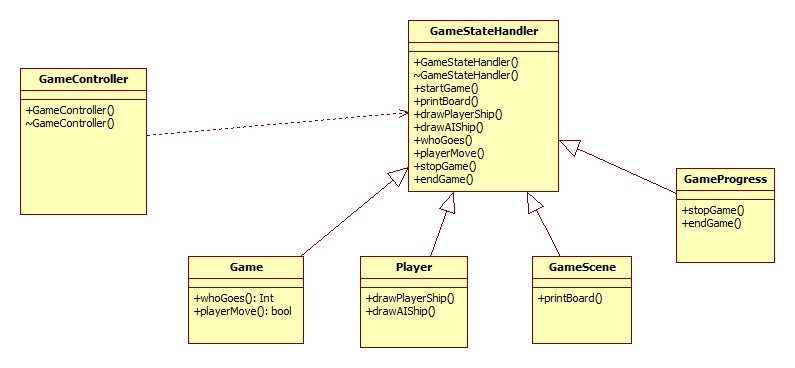 GameStateHandler
+GameStateHandler()
~GameStateHandler()
+startGame()
+printBoard()
+drawPlayerShip()
+drawAIShip()
+whoGoes()
+playerMove()
+stopGame()
+endGame()
GameController
+GameController()
~GameController()
GameProgress
+stopGame()
+endGame()
Game
+whoGoes(): Int
+playerMove(): bool
Player
+drawPlayerShip()
+drawAIShip()
GameScene
+printBoard()